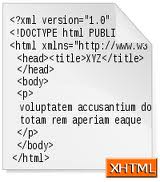 <?xml version="1.0"
<!DOCTYPE html PUBLI
<html xmlns="http://www.w3
<head><title>XYZ</title>
</head>
<body>
<p>
voluptatem accusantium do
totam rem aperiam eaque
</p>
</body>
</html>
XHTML